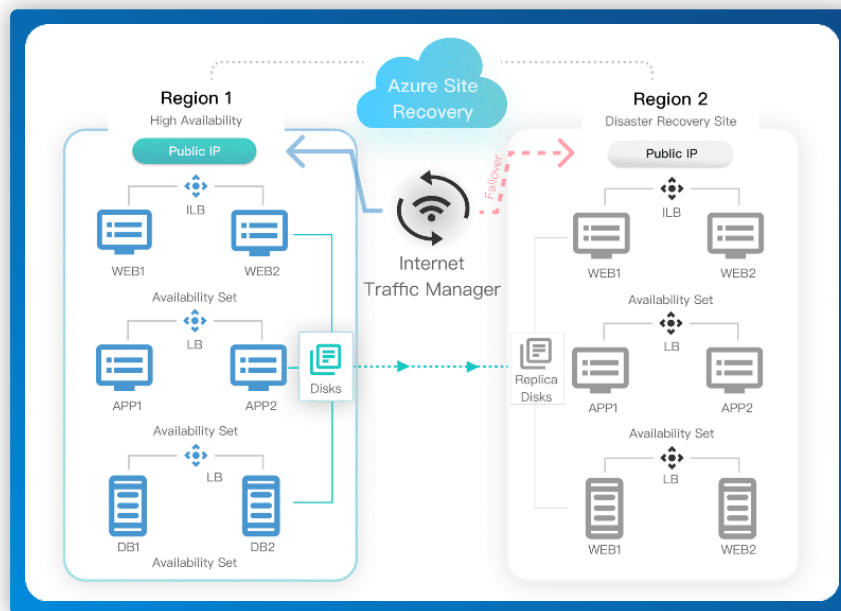 Azure Site
Recovery
Region 1
High Availability
Public IP
ILB
WEB1
WEB2
Availability Set
LB
APP1
APP2
Disks
Availability Set
LB
DB1
DB2
Availability Set
Failover
Internet
Traffic Manager
Region 2
Disaster Recovery Site
Public IP
ILB
WEB1
WEB2
Availability Set
LB
Replica
Disks
APP1
APP2
Availability Set
LB
WEB1
WEB2